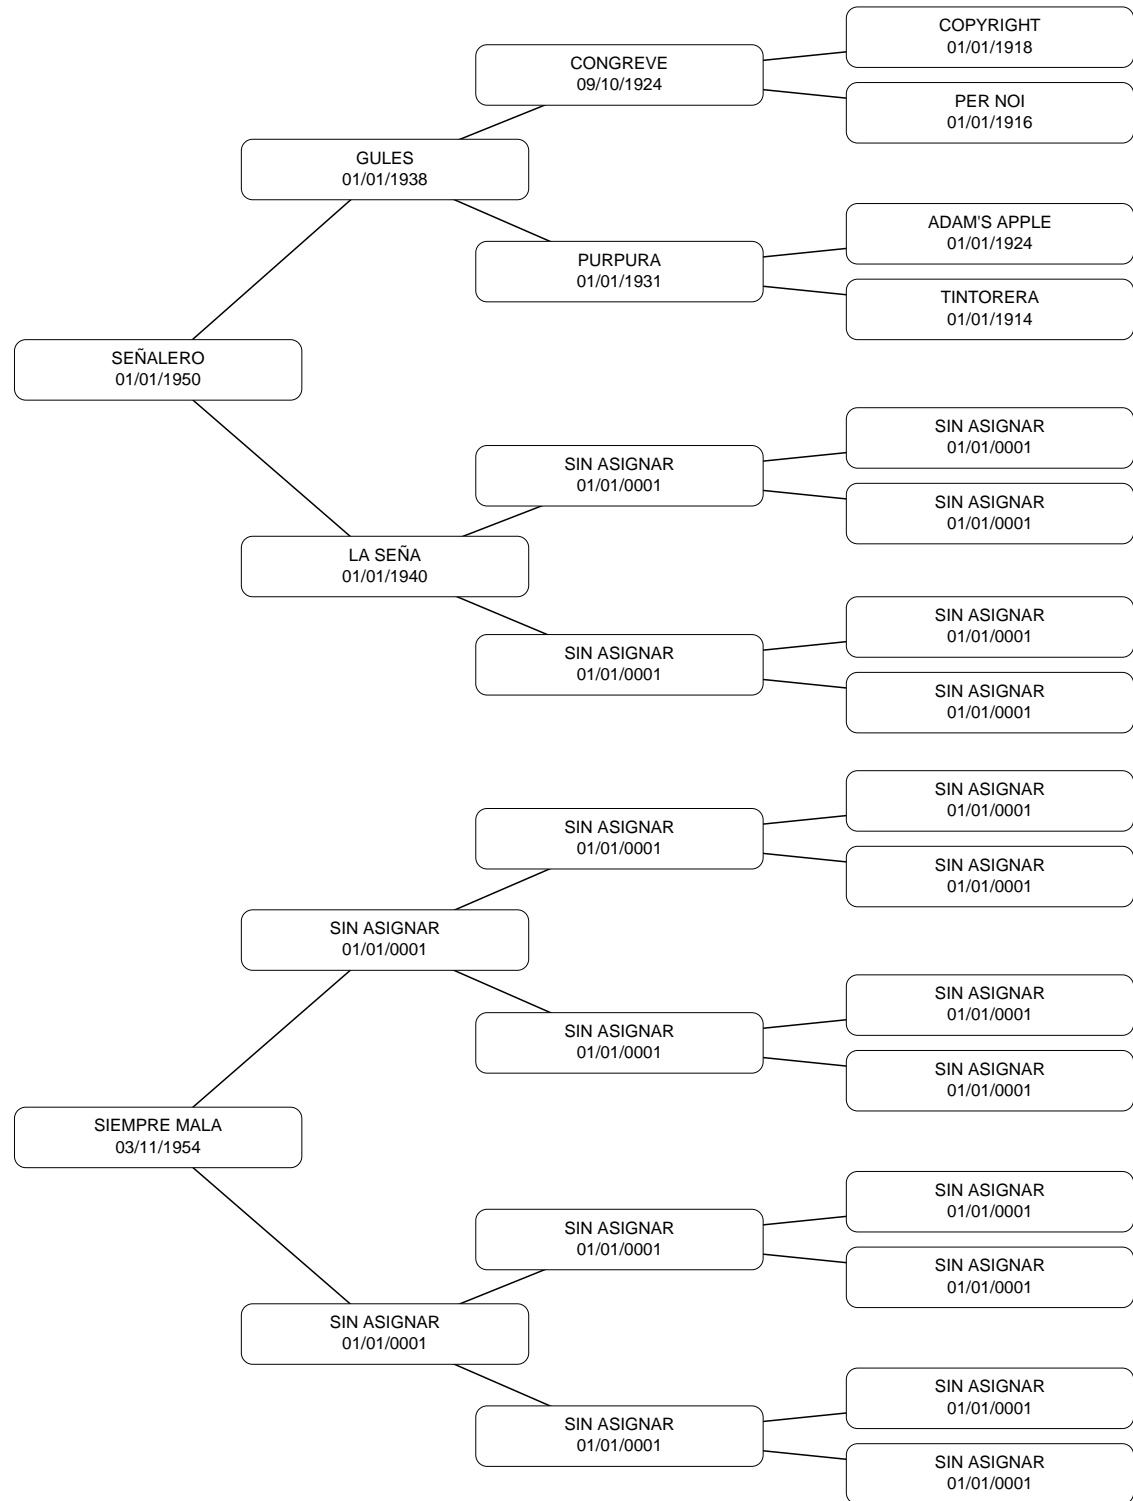 COPYRIGHT
01/01/1918
CONGREVE
09/10/1924
PER NOI
01/01/1916
GULES
01/01/1938
ADAM'S APPLE
01/01/1924
PURPURA
01/01/1931
TINTORERA
01/01/1914
SEÑALERO
01/01/1950
SIN ASIGNAR
01/01/0001
SIN ASIGNAR
01/01/0001
SIN ASIGNAR
01/01/0001
LA SEÑA
01/01/1940
SIN ASIGNAR
01/01/0001
SIN ASIGNAR
01/01/0001
SIN ASIGNAR
01/01/0001
SIN ASIGNAR
01/01/0001
SIN ASIGNAR
01/01/0001
SIN ASIGNAR
01/01/0001
SIN ASIGNAR
01/01/0001
SIN ASIGNAR
01/01/0001
SIN ASIGNAR
01/01/0001
SIN ASIGNAR
01/01/0001
SIEMPRE MALA
03/11/1954
SIN ASIGNAR
01/01/0001
SIN ASIGNAR
01/01/0001
SIN ASIGNAR
01/01/0001
SIN ASIGNAR
01/01/0001
SIN ASIGNAR
01/01/0001
SIN ASIGNAR
01/01/0001
SIN ASIGNAR
01/01/0001